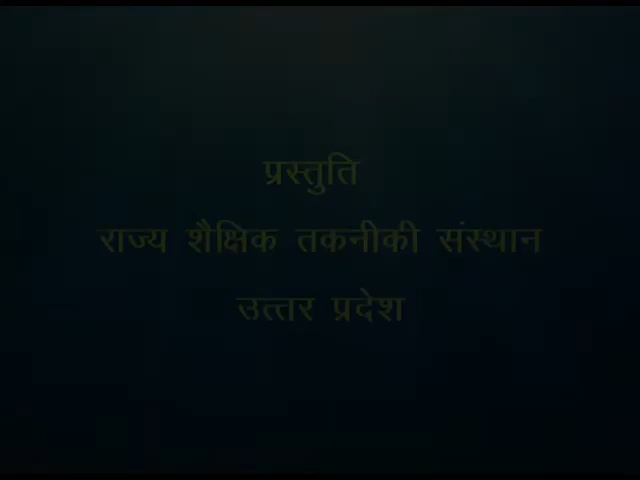 प्रस्तुति
राज्य शैक्षिक तकनीकी संस्थान
उत्तर प्रदेश